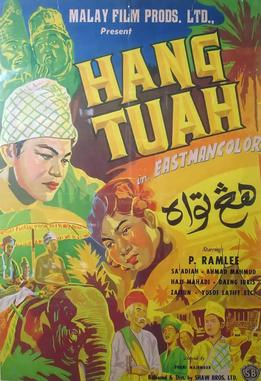 MALAY FILM PRODS. LTD.,
Present
HANG
TUAH
in EASTMANCOLOR
هڠ تواه
Starring
P. RAMLEE
SA'ADIAH · AHMAD MAHMUD
HAJI MAHADI · DAENG IDRIS
ZAITON · YUSOF LATIFF ETC.
Directed by
PHANI MAJUMDAR
Released & Dist. by SHAW BROS. LTD.
SB